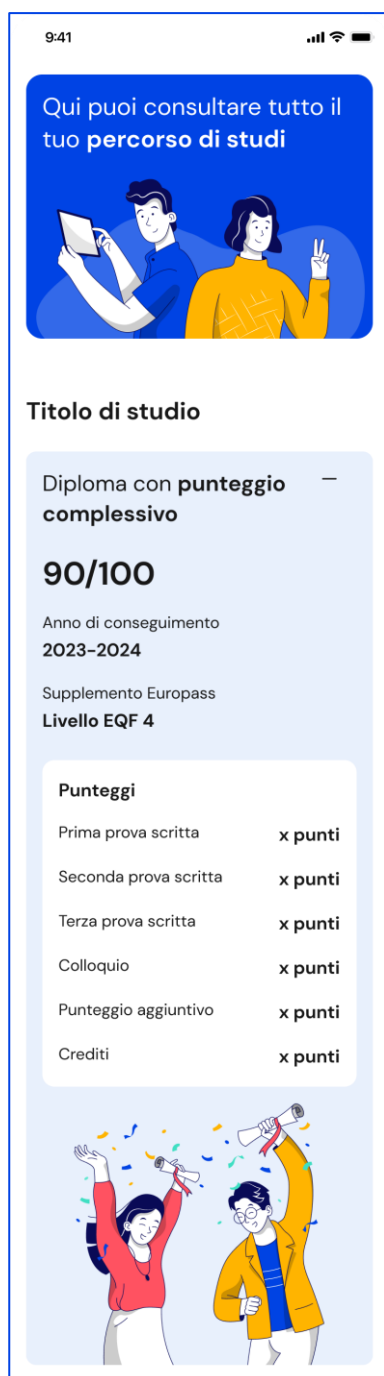 9:41
Qui puoi consultare tutto il
tuo percorso di studi
Titolo di studio
Diploma con punteggio
complessivo
90/100
Anno di conseguimento
2023-2024
Supplemento Europass
Livello EQF 4
Punteggi
Prima prova scritta x punti
Seconda prova scritta x punti
Terza prova scritta x punti
Colloquio x punti
Punteggio aggiuntivo x punti
Crediti x punti